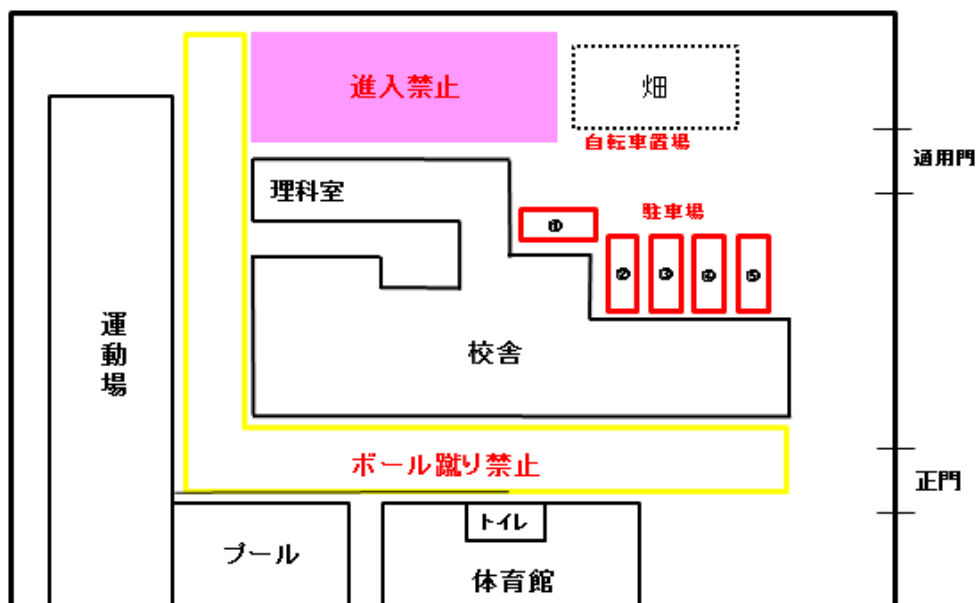 進入禁止
畑
自転車置場
通用門
理科室
駐車場
①
② ③ ④ ⑤
運動場
校舎
ボール蹴り禁止
正門
トイレ
プール
体育館